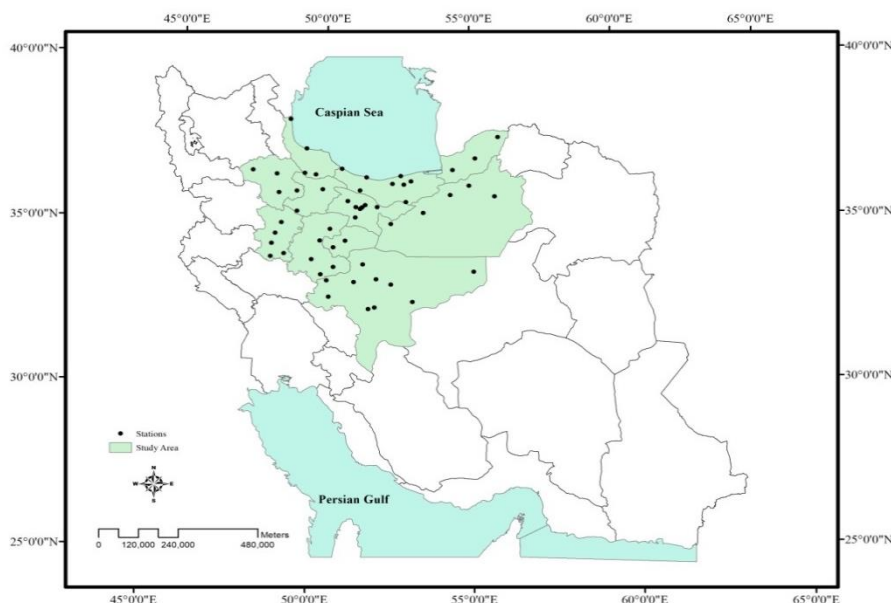 45°0'0"E 50°0'0"E 55°0'0"E 60°0'0"E 65°0'0"E
40°0'0"N 40°0'0"N
Caspian Sea
35°0'0"N 35°0'0"N
30°0'0"N 30°0'0"N
Stations
Study Area
N
W E
S
Persian Gulf
Meters
0 120,000 240,000 480,000
25°0'0"N 25°0'0"N
45°0'0"E 50°0'0"E 55°0'0"E 60°0'0"E 65°0'0"E